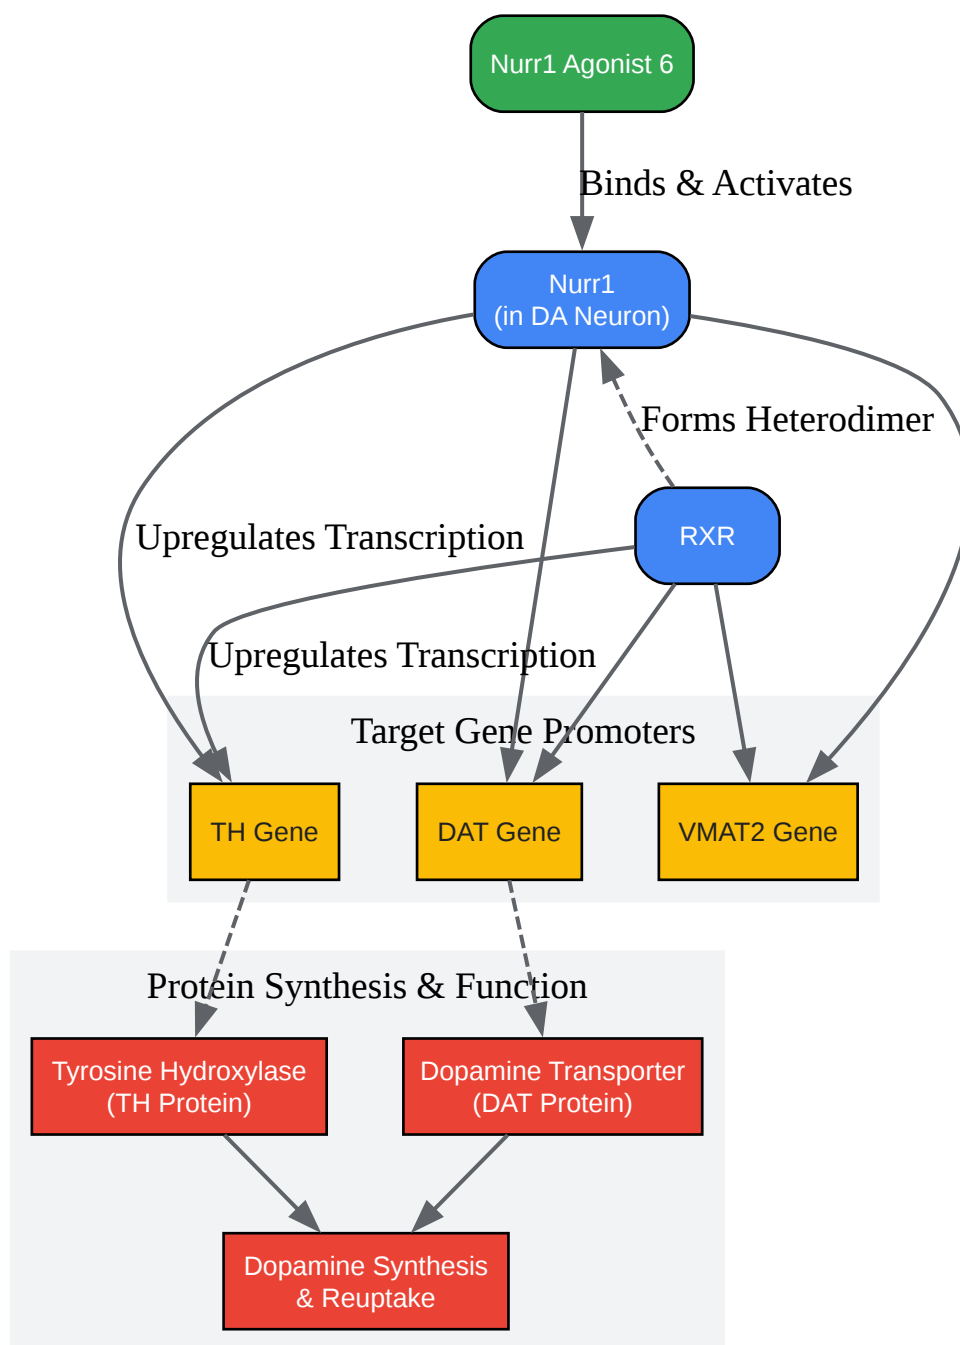 Nurr1 Agonist 6
Binds & Activates
Nurr1
(in DA Neuron)
Forms Heterodimer
Upregulates Transcription
RXR
Upregulates Transcription
Target Gene Promoters
TH Gene
DAT Gene
VMAT2 Gene
Protein Synthesis & Function
Tyrosine Hydroxylase
(TH Protein)
Dopamine Transporter
(DAT Protein)
Dopamine Synthesis
& Reuptake